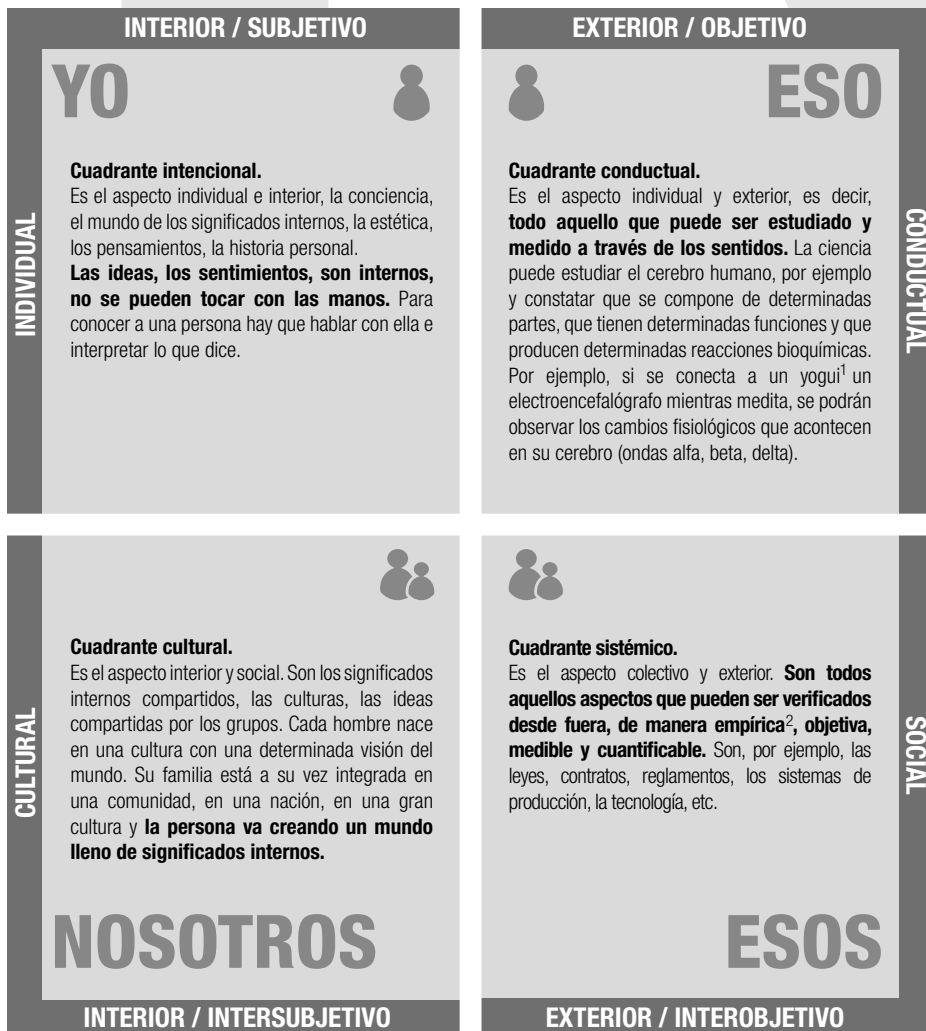 INTERIOR / SUBJETIVO
YO
INDIVIDUAL
Cuadrante intencional.
Es el aspecto individual e interior, la conciencia,
el mundo de los significados internos, la estética,
los pensamientos, la historia personal.
Las ideas, los sentimientos, son internos,
no se pueden tocar con las manos. Para
conocer a una persona hay que hablar con ella e
interpretar lo que dice.
EXTERIOR / OBJETIVO
ESO
CONDUCTUAL
Cuadrante conductual.
Es el aspecto individual y exterior, es decir,
todo aquello que puede ser estudiado y
medido a través de los sentidos. La ciencia
puede estudiar el cerebro humano, por ejemplo
y constatar que se compone de determinadas
partes, que tienen determinadas funciones y que
producen determinadas reacciones bioquímicas.
Por ejemplo, si se conecta a un yogui¹ un
electroencefalógrafo mientras medita, se podrán
observar los cambios fisiológicos que acontecen
en su cerebro (ondas alfa, beta, delta).
CULTURAL
Cuadrante cultural.
Es el aspecto interior y social. Son los significados
internos compartidos, las culturas, las ideas
compartidas por los grupos. Cada hombre nace
en una cultura con una determinada visión del
mundo. Su familia está a su vez integrada en
una comunidad, en una nación, en una gran
cultura y la persona va creando un mundo
lleno de significados internos.
NOSOTROS
INTERIOR / INTERSUBJETIVO
SOCIAL
Cuadrante sistémico.
Es el aspecto colectivo y exterior. Son todos
aquellos aspectos que pueden ser verificados
desde fuera, de manera empírica², objetiva,
medible y cuantificable. Son, por ejemplo, las
leyes, contratos, reglamentos, los sistemas de
producción, la tecnología, etc.
ESOS
EXTERIOR / INTEROBJETIVO